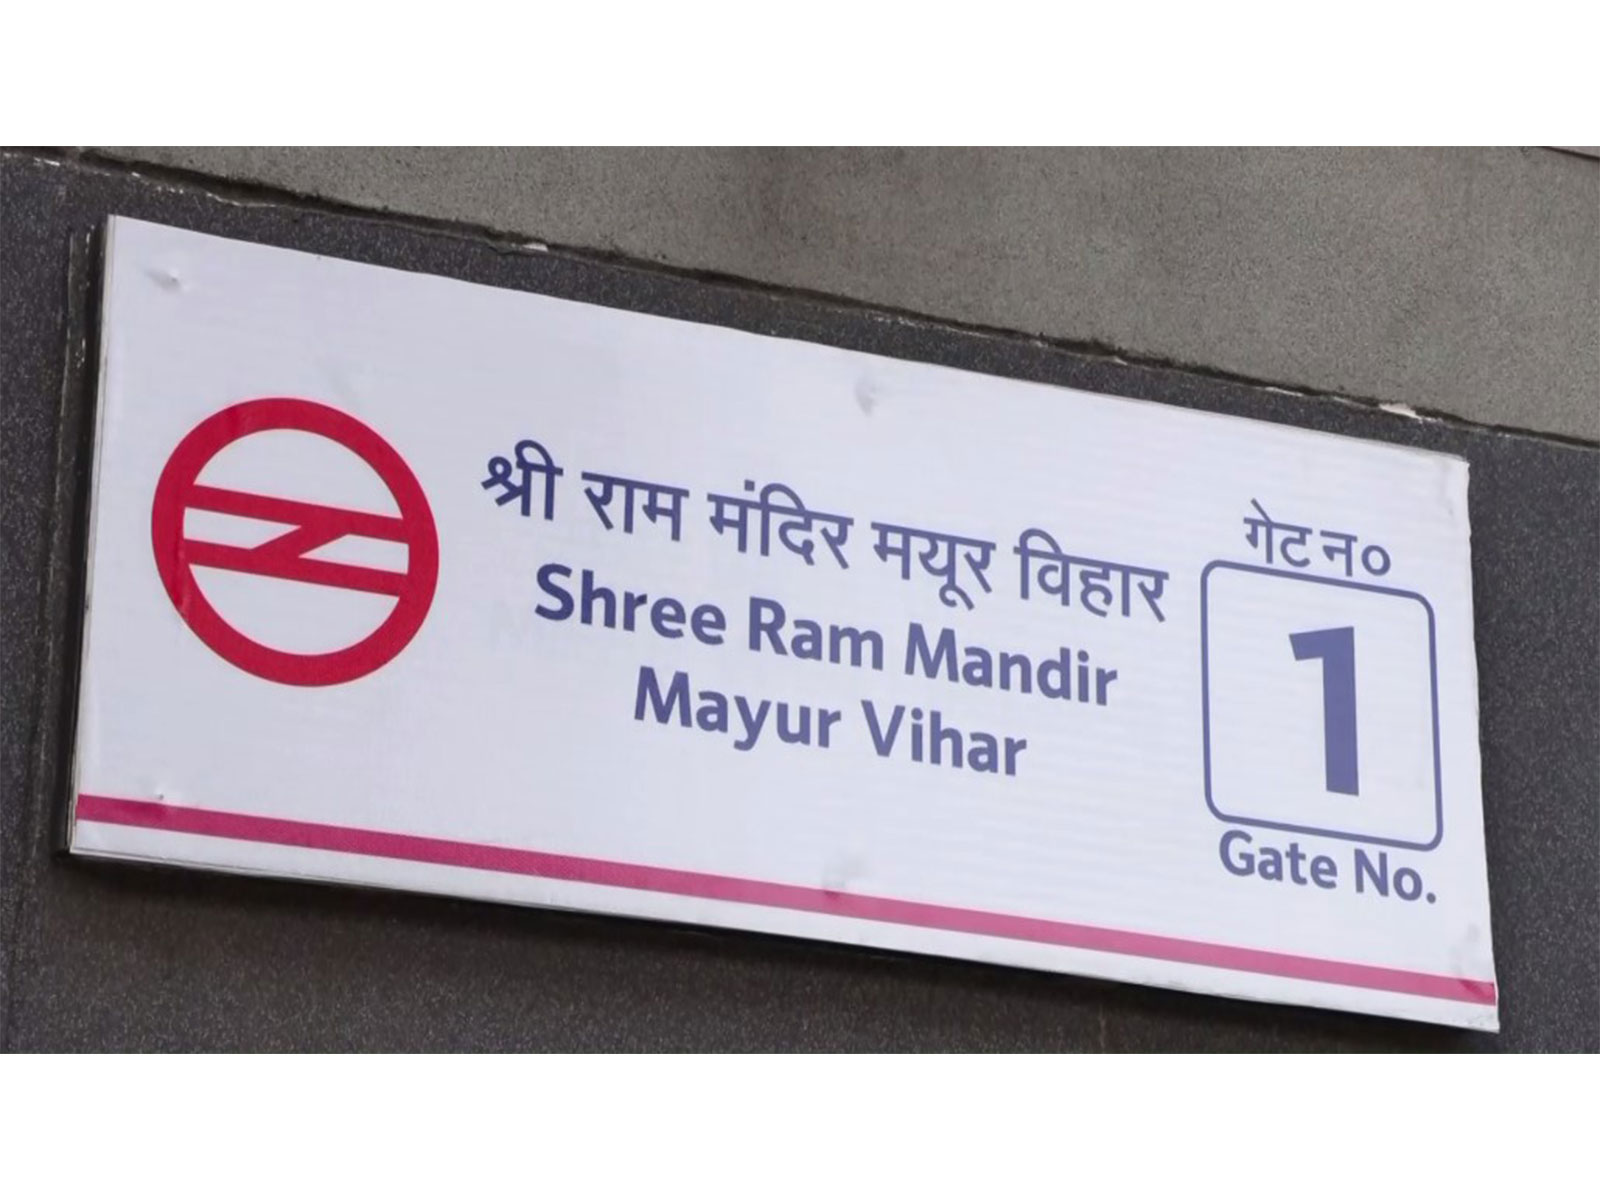 श्री राम मंदिर मयूर विहार
Shree Ram Mandir
Mayur Vihar
गेट न०
1
Gate No.